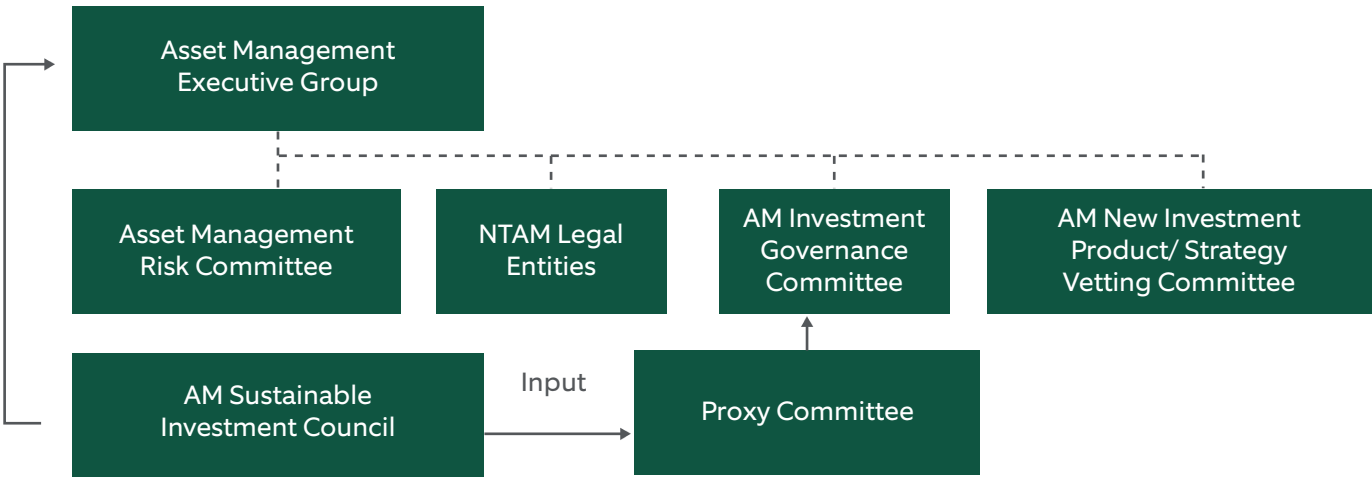 Asset Management
Executive Group
Asset Management
Risk Committee
NTAM Legal
Entities
AM Investment
Governance
Committee
AM New Investment
Product/ Strategy
Vetting Committee
AM Sustainable
Investment Council
Input
Proxy Committee